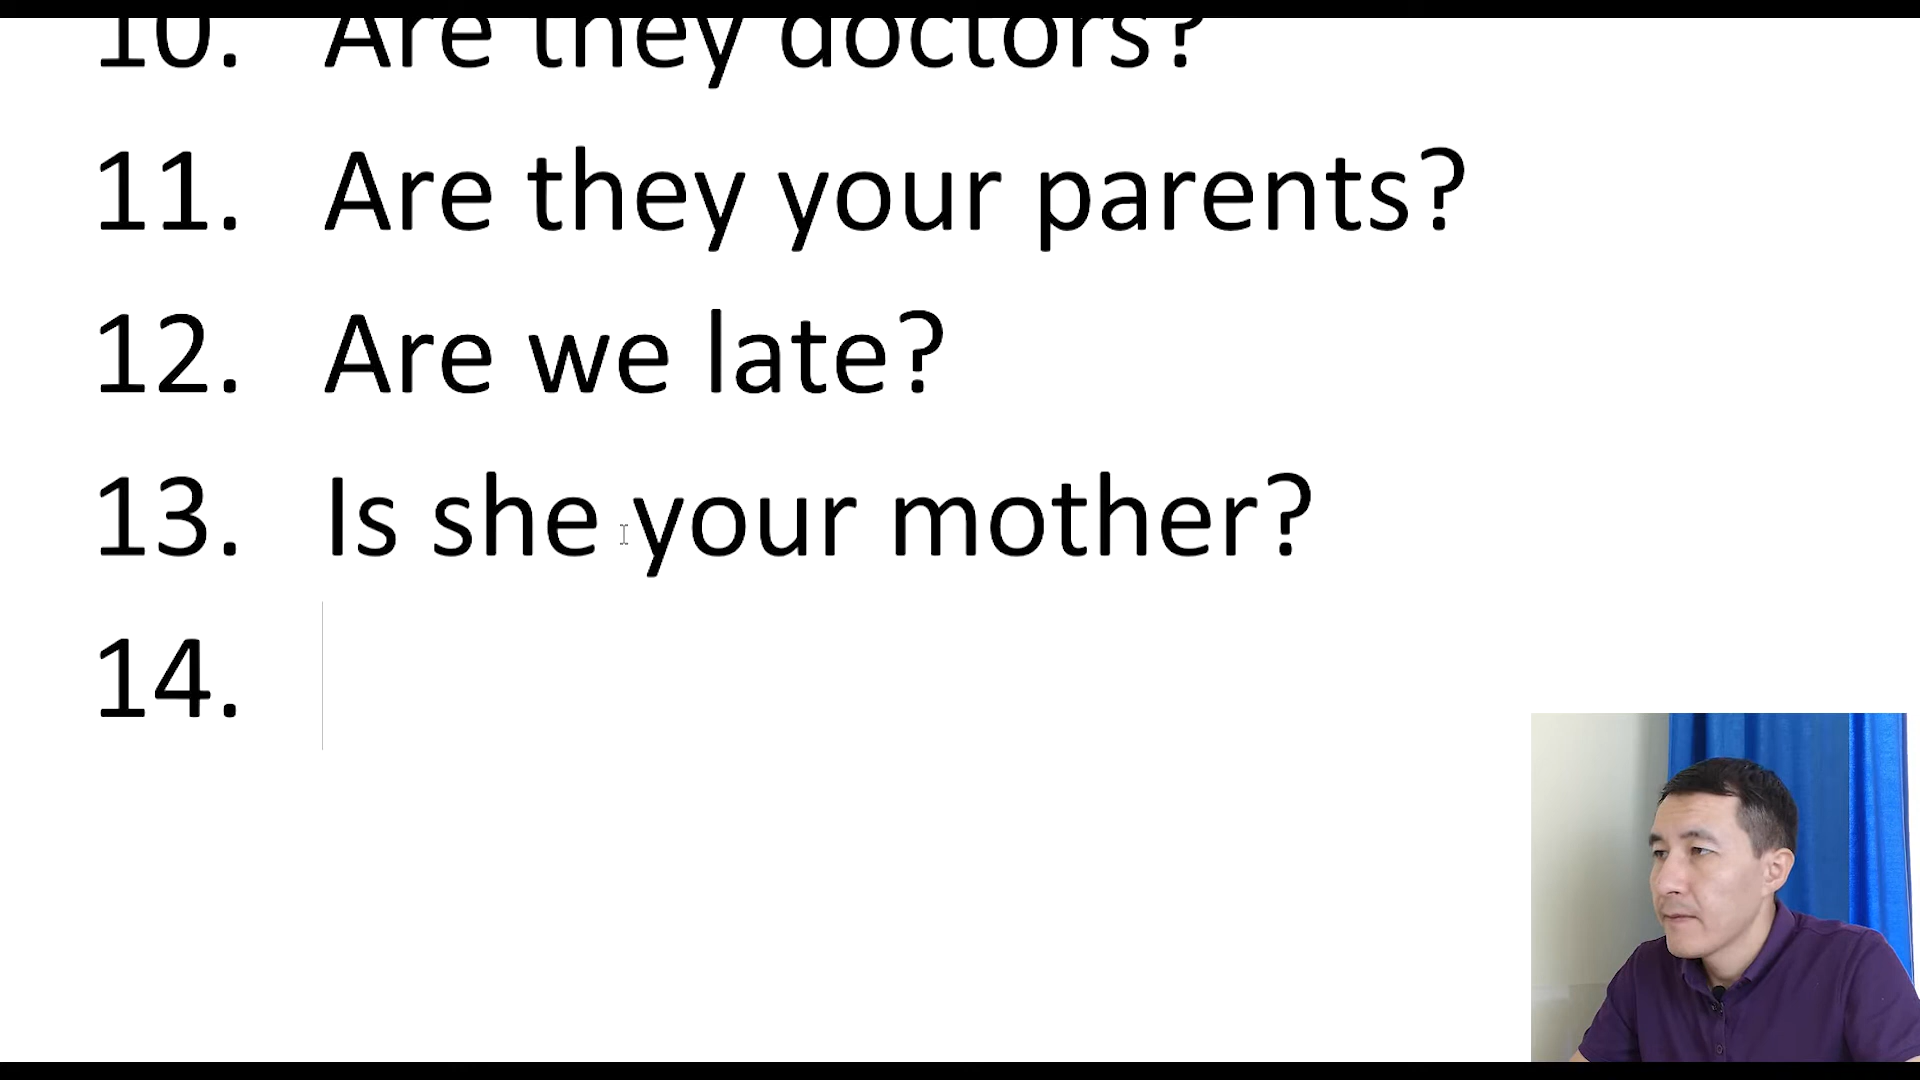 10. Are they doctors?
11. Are they your parents?
12. Are we late?
13. Is she your mother?
14.